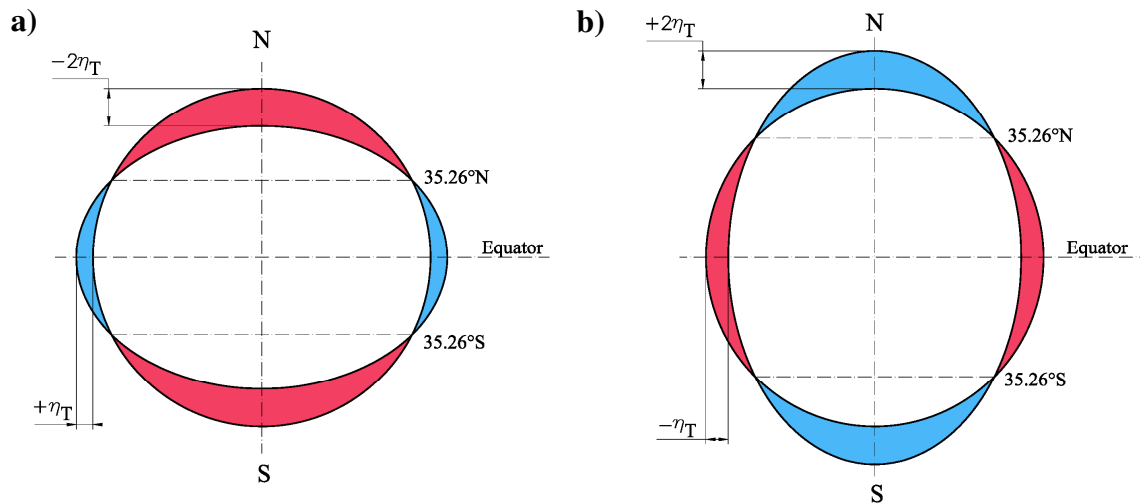 a)
N
−2ηT
35.26°N
Equator
35.26°S
+ηT
S
b)
N
+2ηT
35.26°N
Equator
35.26°S
−ηT
S